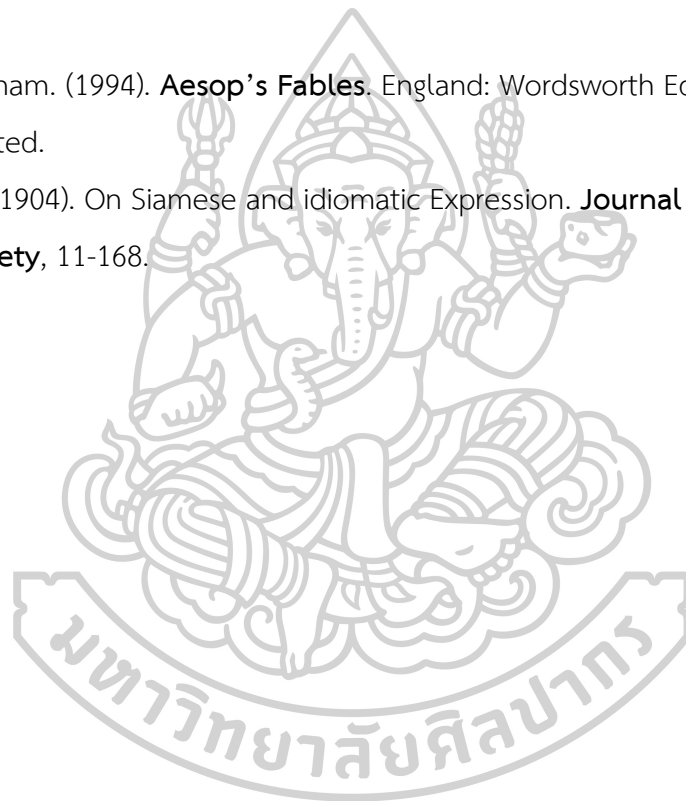 nam. (1994). Aesop’s Fables. England: Wordsworth Ed
ted.
1904). On Siamese and idiomatic Expression. Journal
ety, 11-168.
มหาวิทยาลัยศิลปากร